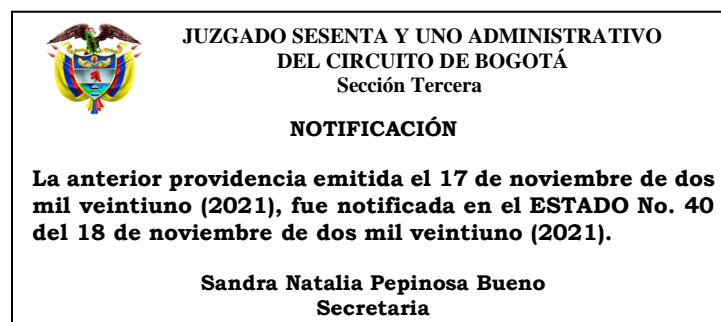 JUZGADO SESENTA Y UNO ADMINISTRATIVO
DEL CIRCUITO DE BOGOTÁ
Sección Tercera
NOTIFICACIÓN
La anterior providencia emitida el 17 de noviembre de dos
mil veintiuno (2021), fue notificada en el ESTADO No. 40
del 18 de noviembre de dos mil veintiuno (2021).
Sandra Natalia Pepinosa Bueno
Secretaria